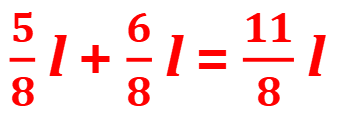 5/8 l + 6/8 l = 11/8 l